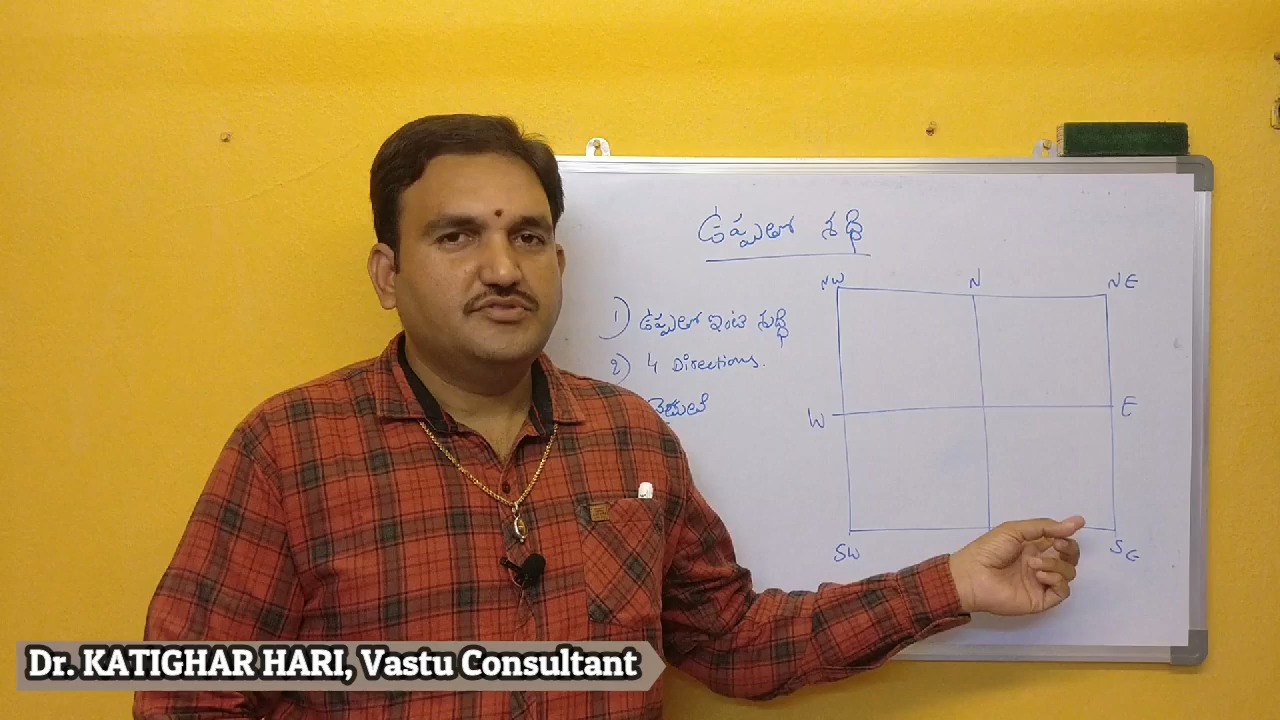 ఉప్పుతో శుద్ధి
1) ఉప్పుతో ఇంటి శుద్ధి
2) 4 Directions.
NW N NE
W E
SW SE
Dr. KATIGHAR HARI, Vastu Consultant